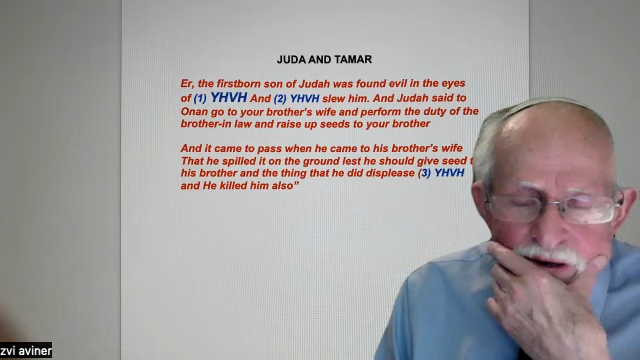 JUDA AND TAMAR
Er, the firstborn son of Judah was found evil in the eyes
of (1) YHVH And (2) YHVH slew him. And Judah said to
Onan go to your brother's wife and perform the duty of the
brother-in law and raise up seeds to your brother
And it came to pass when he came to his brother's wife
That he spilled it on the ground lest he should give seed
his brother and the thing that he did displease (3) YHVH
and He killed him also”
zvi aviner